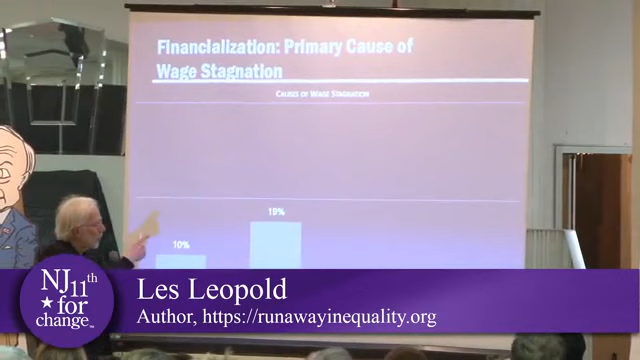 Financialization: Primary Cause of
Wage Stagnation
CAUSES OF WAGE STAGNATION
19%
10%
NJ 11th
for
change™
Les Leopold
Author, https://runawayinequality.org